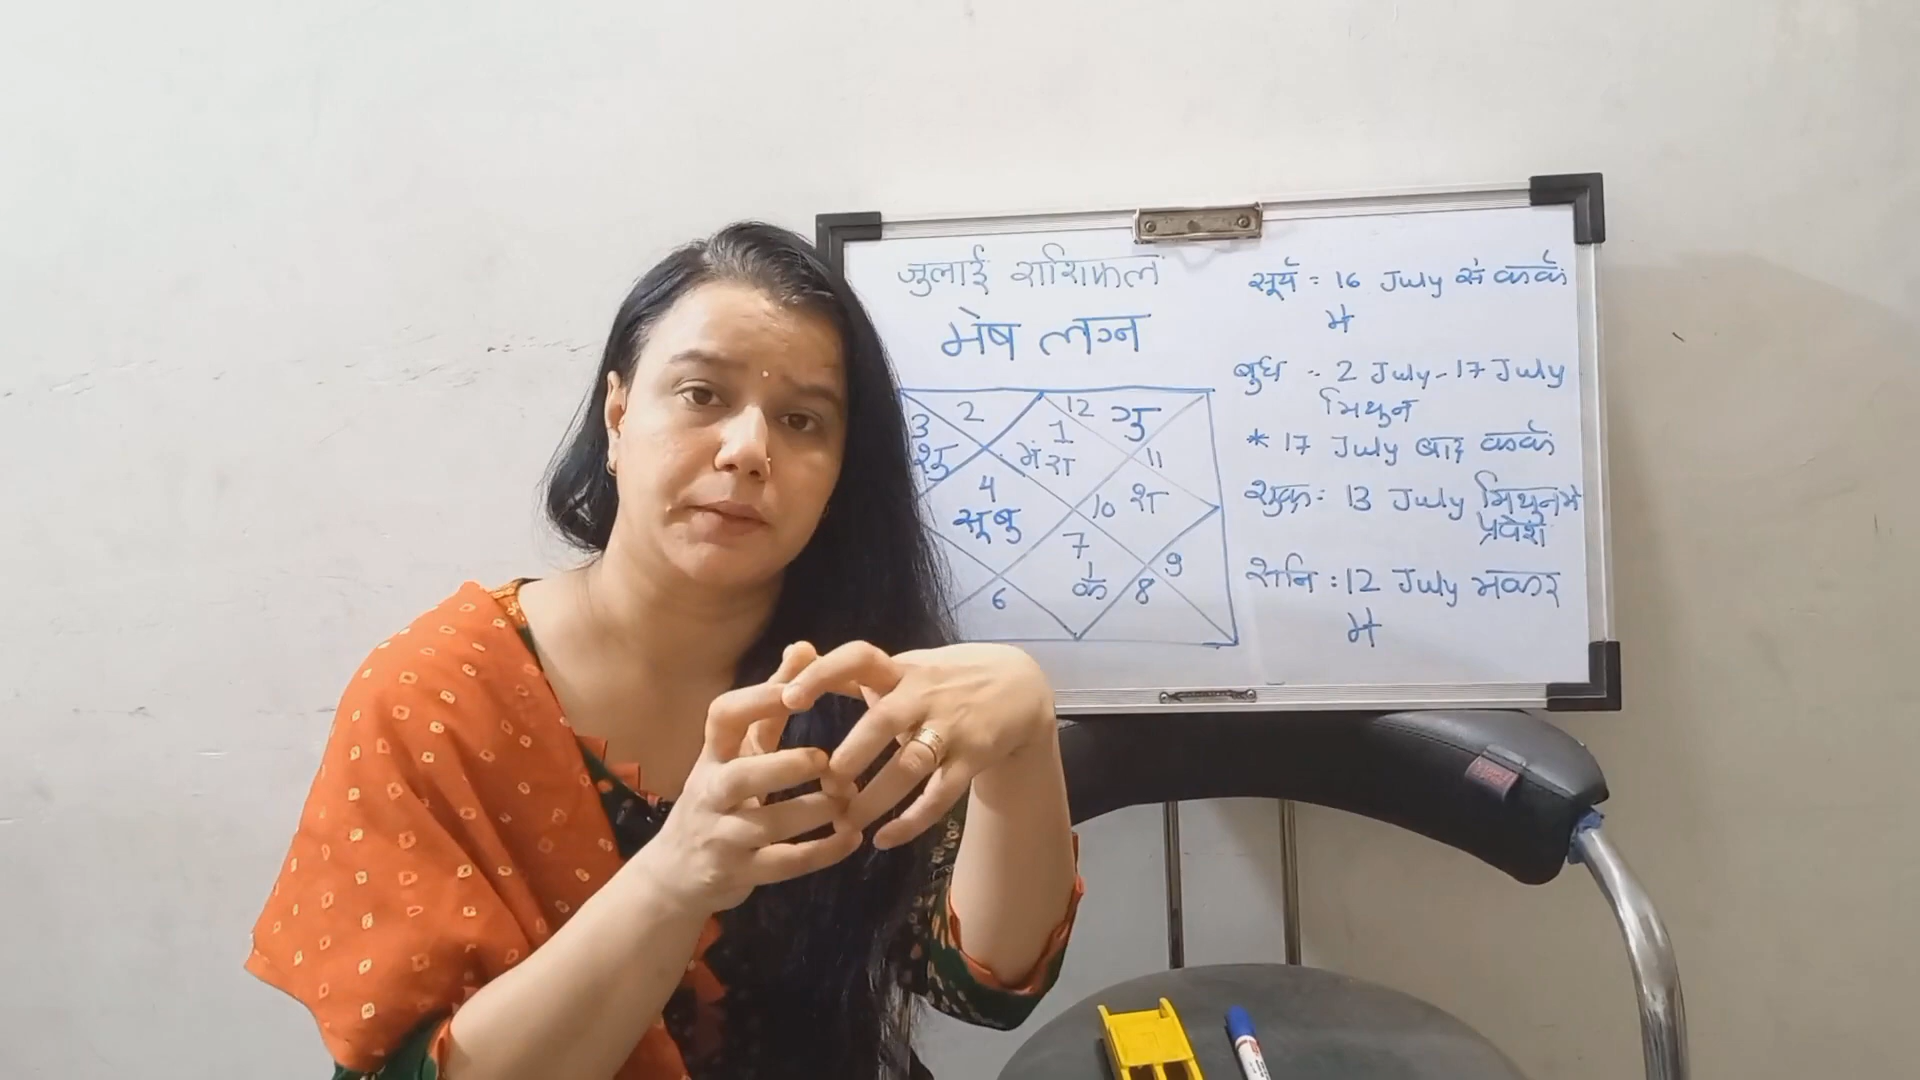 जुलाई राशिफल
मेष लग्न
2
12
गु
3
1
शु
मं रा
11
4
10 श
सू बु
7
के
9
6
8
सूर्य : 16 July से कर्क
में
बुध - 2 July - 17 July
मिथुन
* 17 July बाद कर्क
शुक्र : 13 July मिथुन में
प्रवेश
शनि : 12 July मकर
में